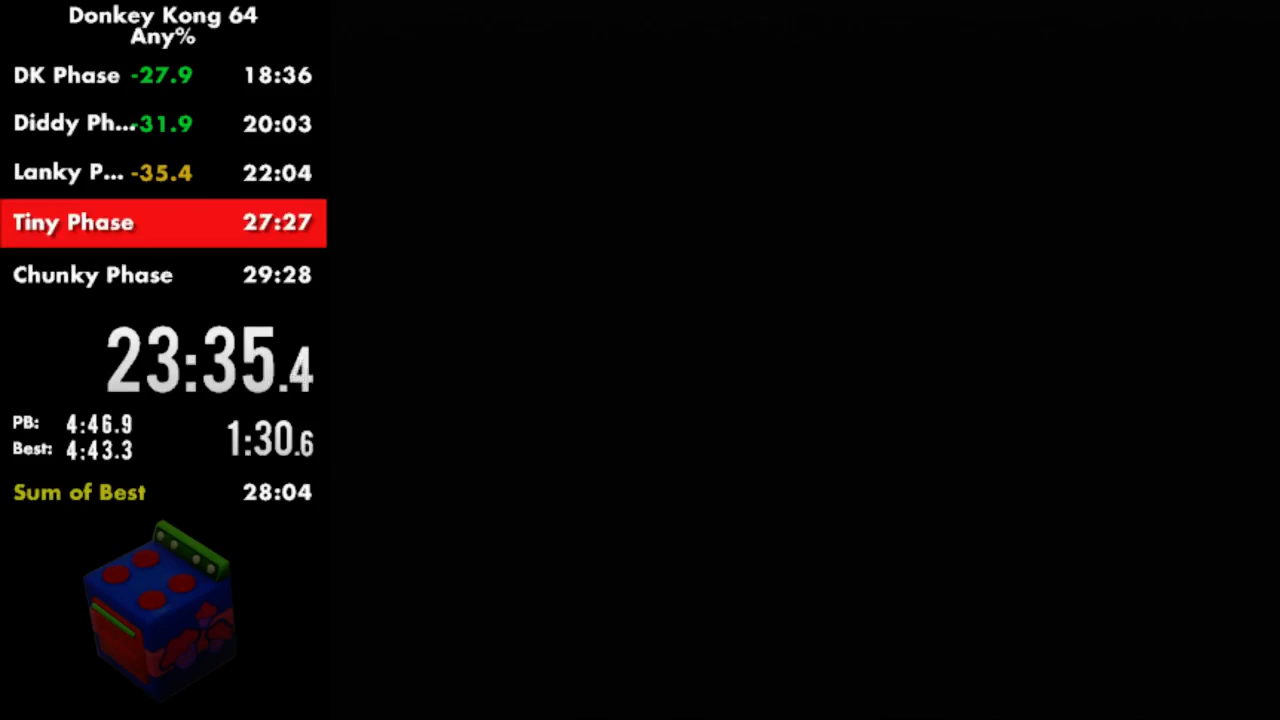 Donkey Kong 64
Any%
DK Phase -27.9 18:36
Diddy Ph...-31.9 20:03
Lanky P... -35.4 22:04
Tiny Phase 27:27
Chunky Phase 29:28
23:35.4
PB: 4:46.9 1:30.6
Best: 4:43.3
Sum of Best 28:04